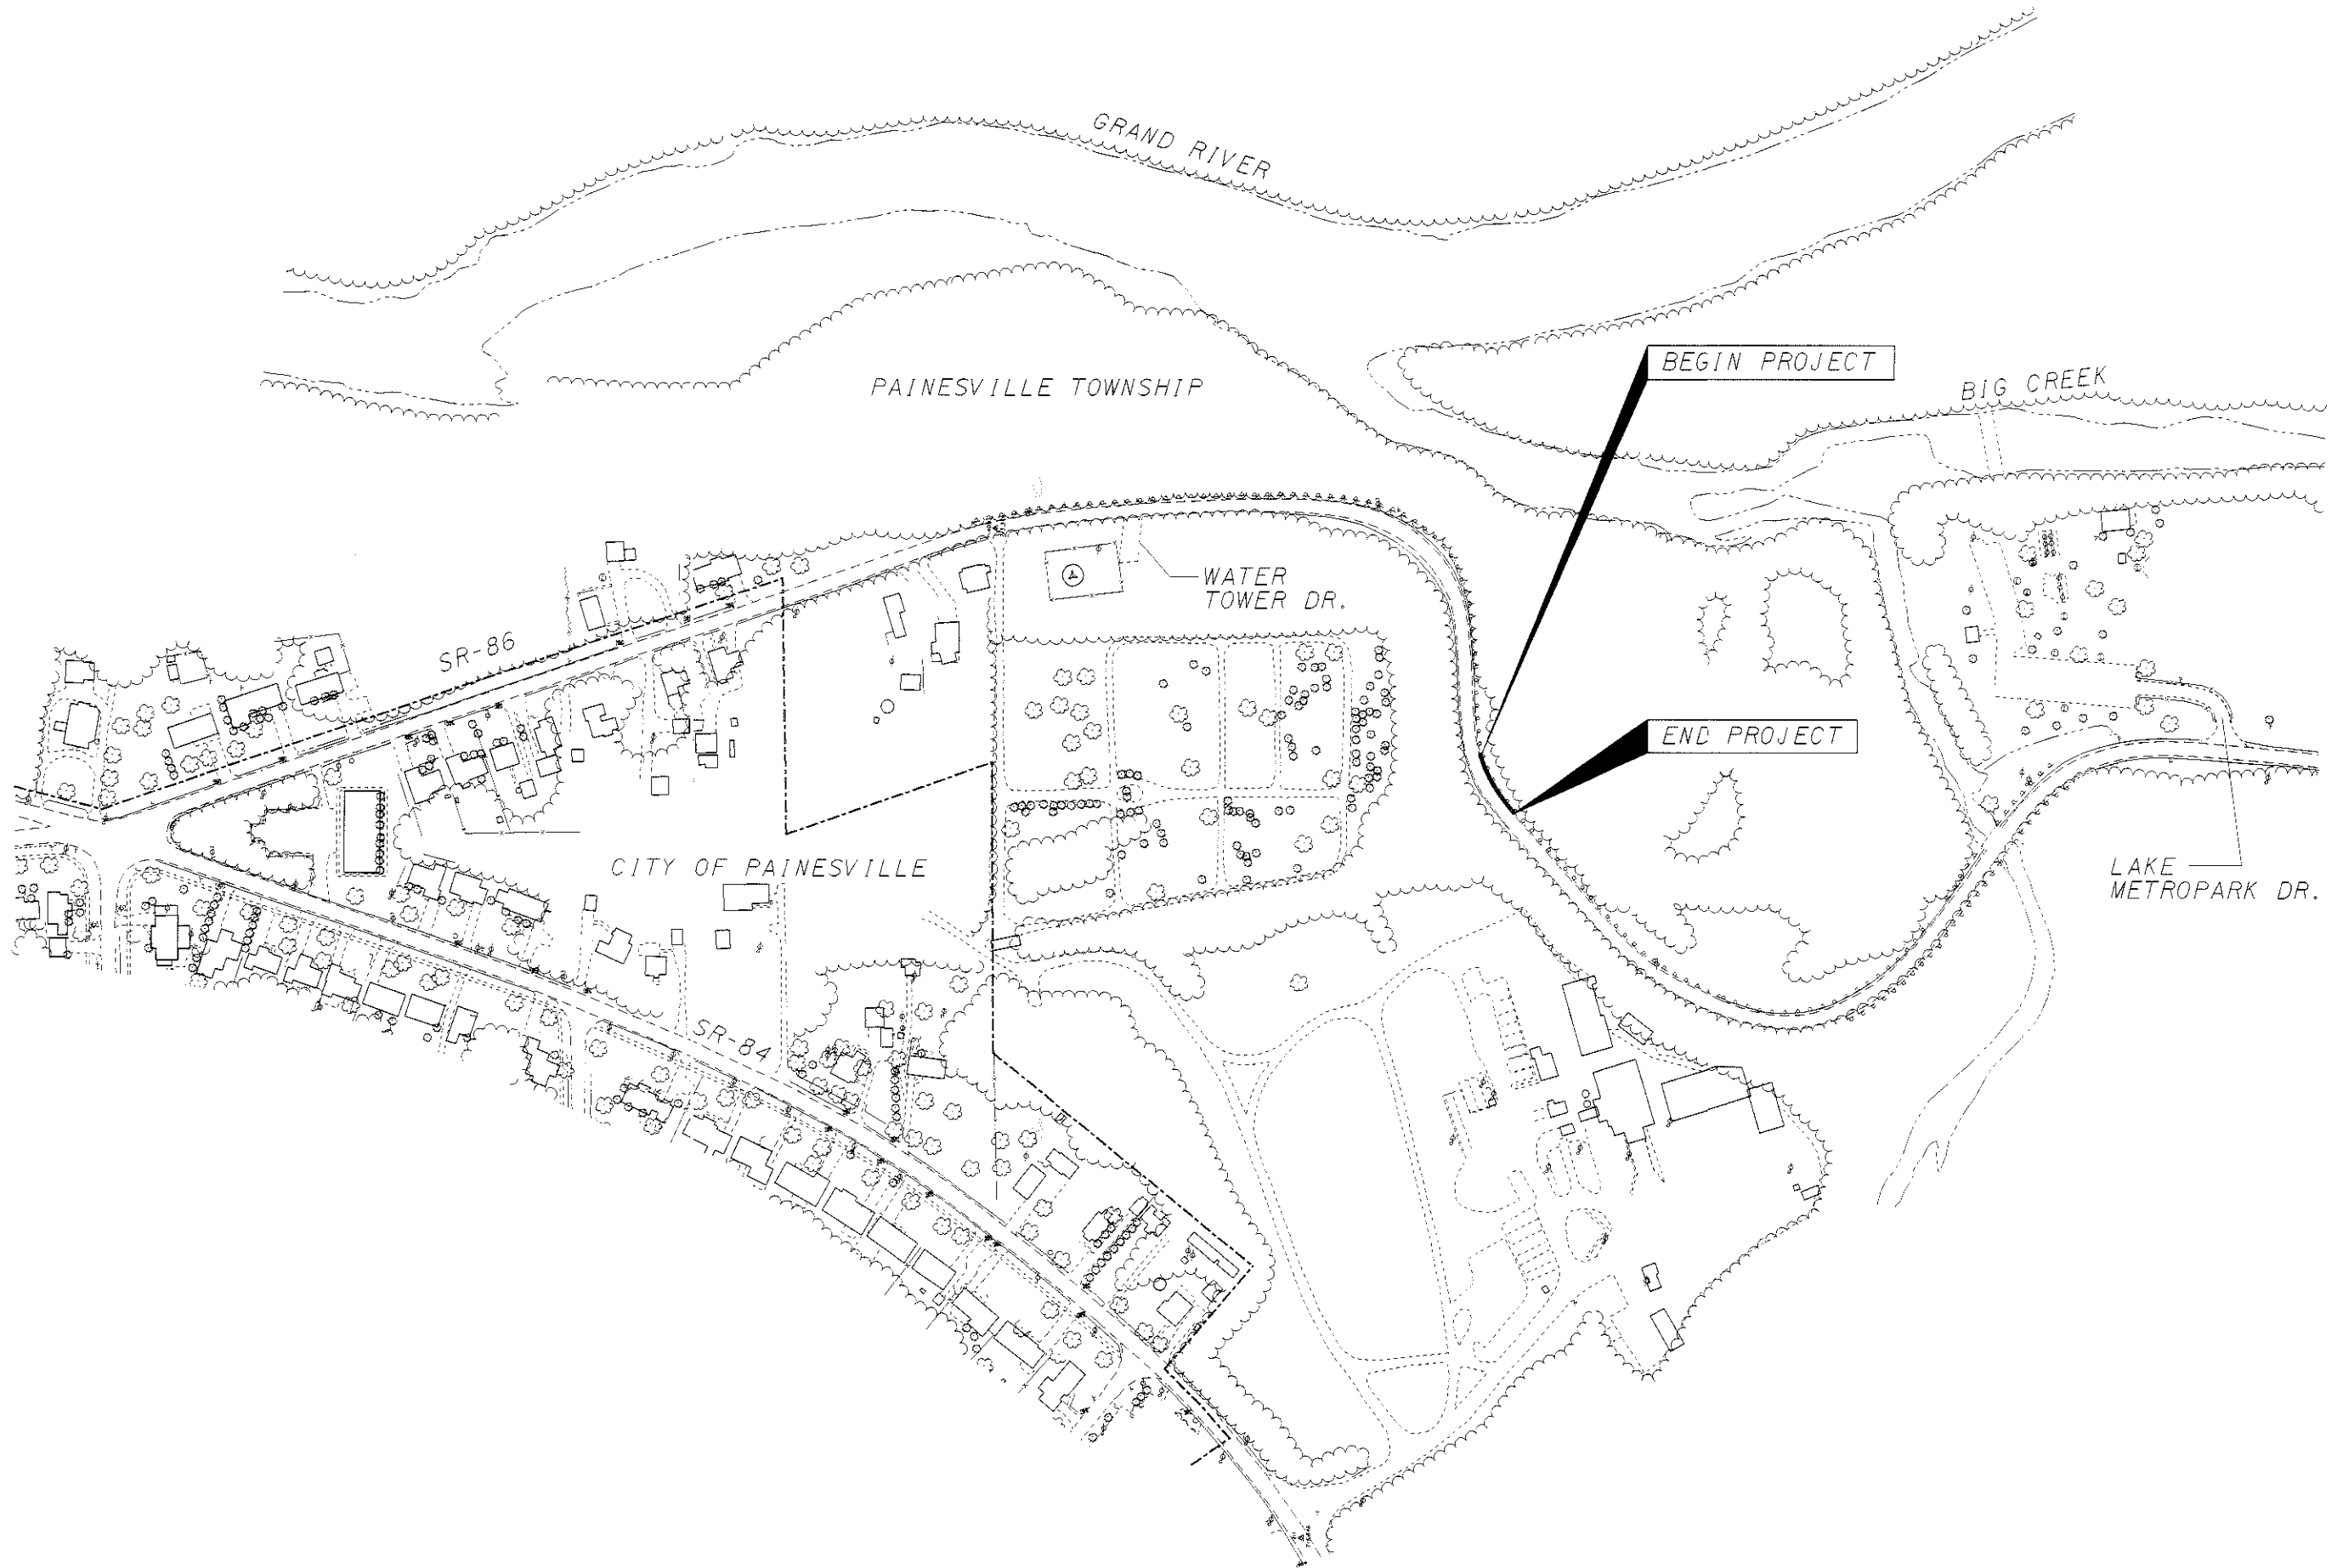 GRAND RIVER
BEGIN PROJECT
PAINESVILLE TOWNSHIP
BIG CREEK
WATER
TOWER DR.
SR-86
END PROJECT
CITY OF PAINESVILLE
LAKE
METROPARK DR.
SR-84